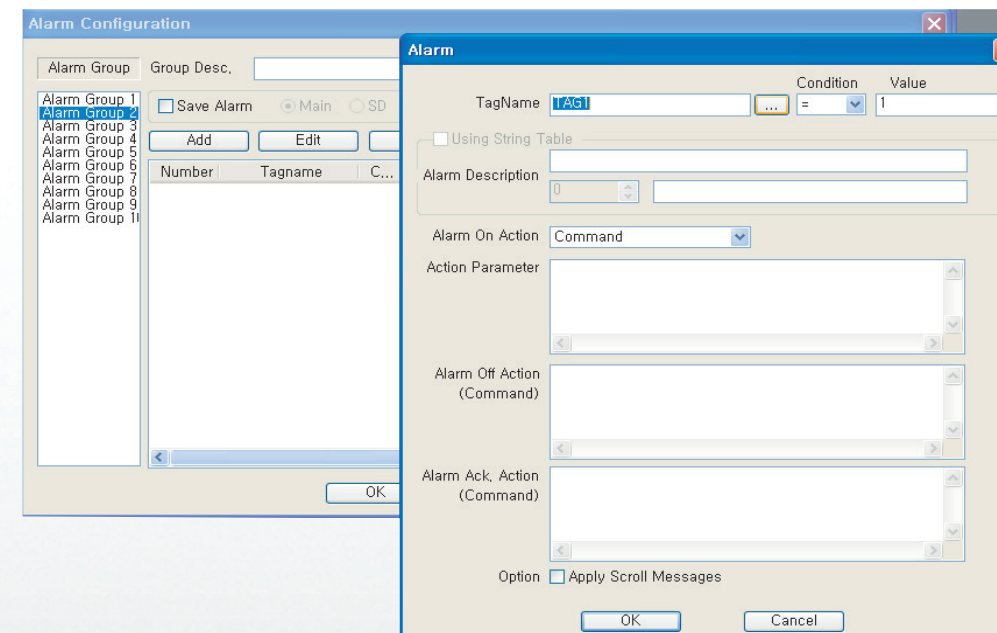 Alarm Configuration
Alarm Group
Group Desc.
Alarm Group 1
Alarm Group 2
Alarm Group 3
Alarm Group 4
Alarm Group 5
Alarm Group 6
Alarm Group 7
Alarm Group 8
Alarm Group 9
Alarm Group 10
Save Alarm Main SD
Add Edit
Number Tagname C...
OK
Alarm
Condition Value
TagName TAG1 ... = 1
Using String Table
Alarm Description
0
Alarm On Action Command
Action Parameter
Alarm Off Action
(Command)
Alarm Ack. Action
(Command)
Option Apply Scroll Messages
OK Cancel